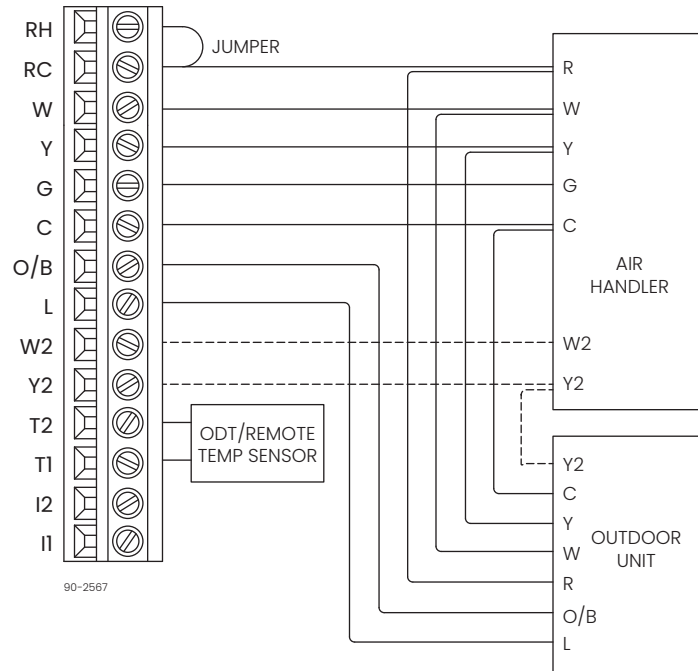 RH
RC
W
Y
G
C
O/B
L
W2
Y2
T2
T1
I2
I1
90-2567
JUMPER
ODT/REMOTE
TEMP SENSOR
R
W
Y
G
C
AIR
HANDLER
W2
Y2
Y2
C
Y
W
R
O/B
L
OUTDOOR
UNIT